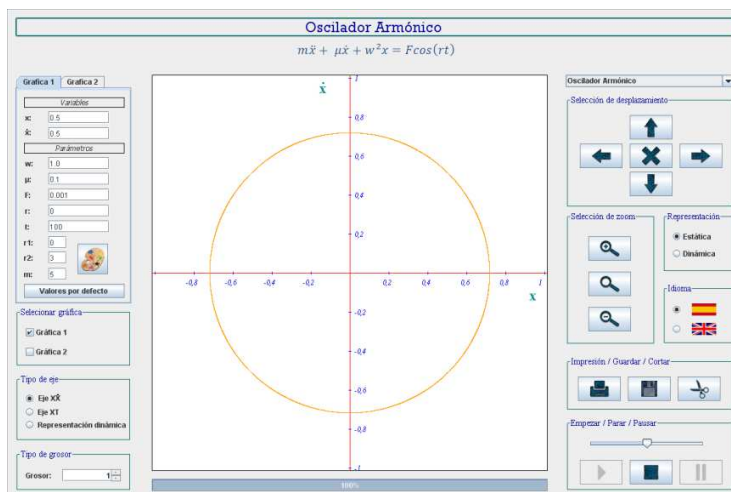 Oscilador Armónico
mẍ + μẋ + w²x = Fcos(rt)
Grafica 1 Grafica 2
Variables
x: 0.5
ẋ: 0.5
Parámetros
w: 1.0
μ: 0.1
f: 0.001
r: 0
t: 100
r1: 0
r2: 3
m: 5
Valores por defecto
Selecionar gráfica
Gráfica 1
Gráfica 2
Tipo de eje
Eje XẊ
Eje XT
Representación dinámica
Tipo de grosor
Grosor: 1
ẋ
1
0,8
0,6
0,4
0,2
-0,8 -0,6 -0,4 -0,2 0,2 0,4 0,6 0,8 1
x
-0,2
-0,4
-0,6
-0,8
-1
100%
Oscilador Armónico
Selección de desplazamiento
Selección de zoom
Representación
Estática
Dinámica
Idioma
Impresión / Guardar / Cortar
Empezar / Parar / Pausar